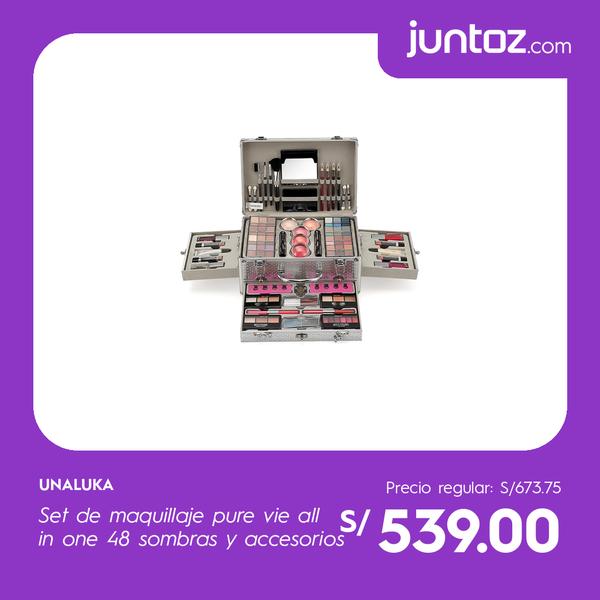 juntoz.com
UNALUKA
Precio regular: S/673.75
Set de maquillaje pure vie all
in one 48 sombras y accesorios
S/ 539.00